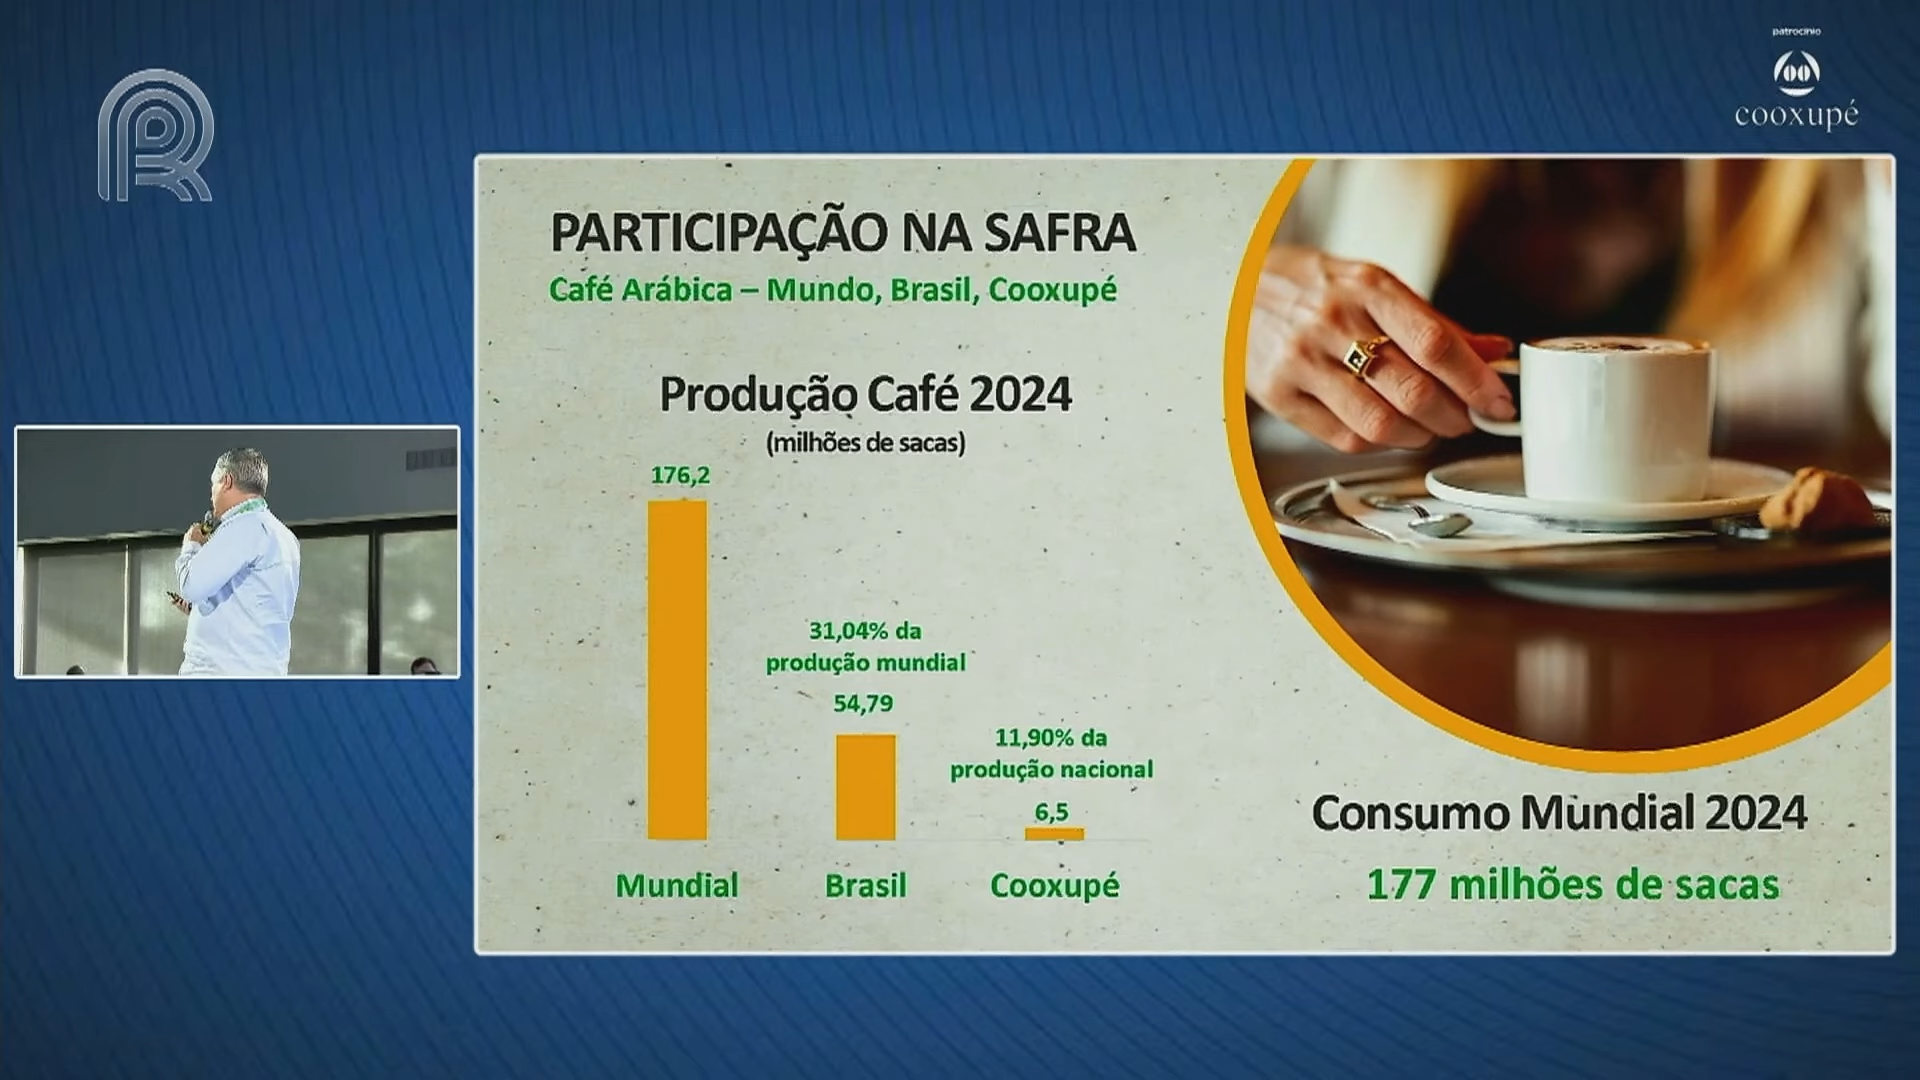 patrocínio
cooxupé
PARTICIPAÇÃO NA SAFRA
Café Arábica – Mundo, Brasil, Cooxupé
Produção Café 2024
(milhões de sacas)
176,2
31,04% da
produção mundial
54,79
11,90% da
produção nacional
6,5
Mundial
Brasil
Cooxupé
Consumo Mundial 2024
177 milhões de sacas